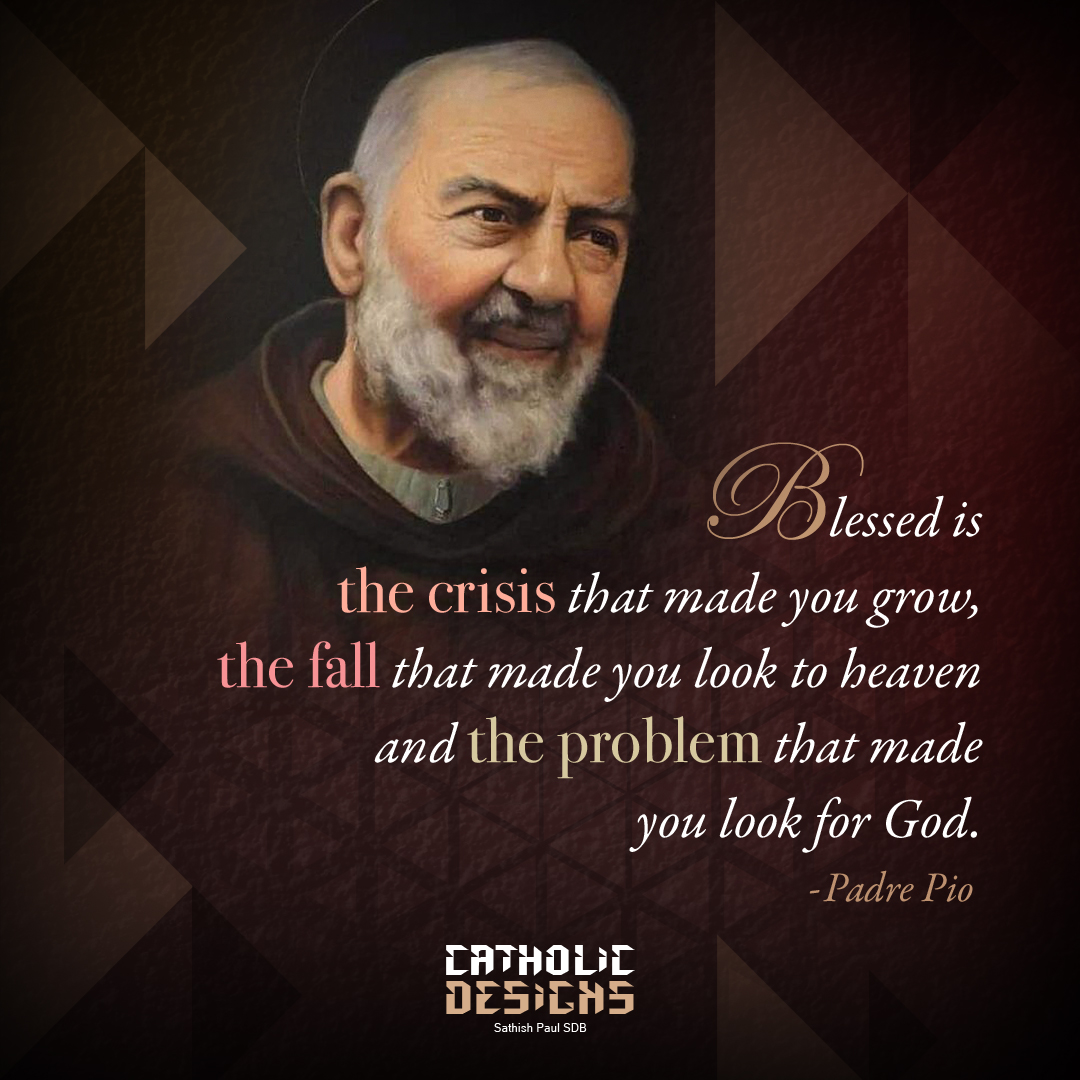 Blessed is
the crisis that made you grow,
the fall that made you look to heaven
and the problem that made
you look for God.
-Padre Pio
CATHOLIC
DESIGNS
Sathish Paul SDB